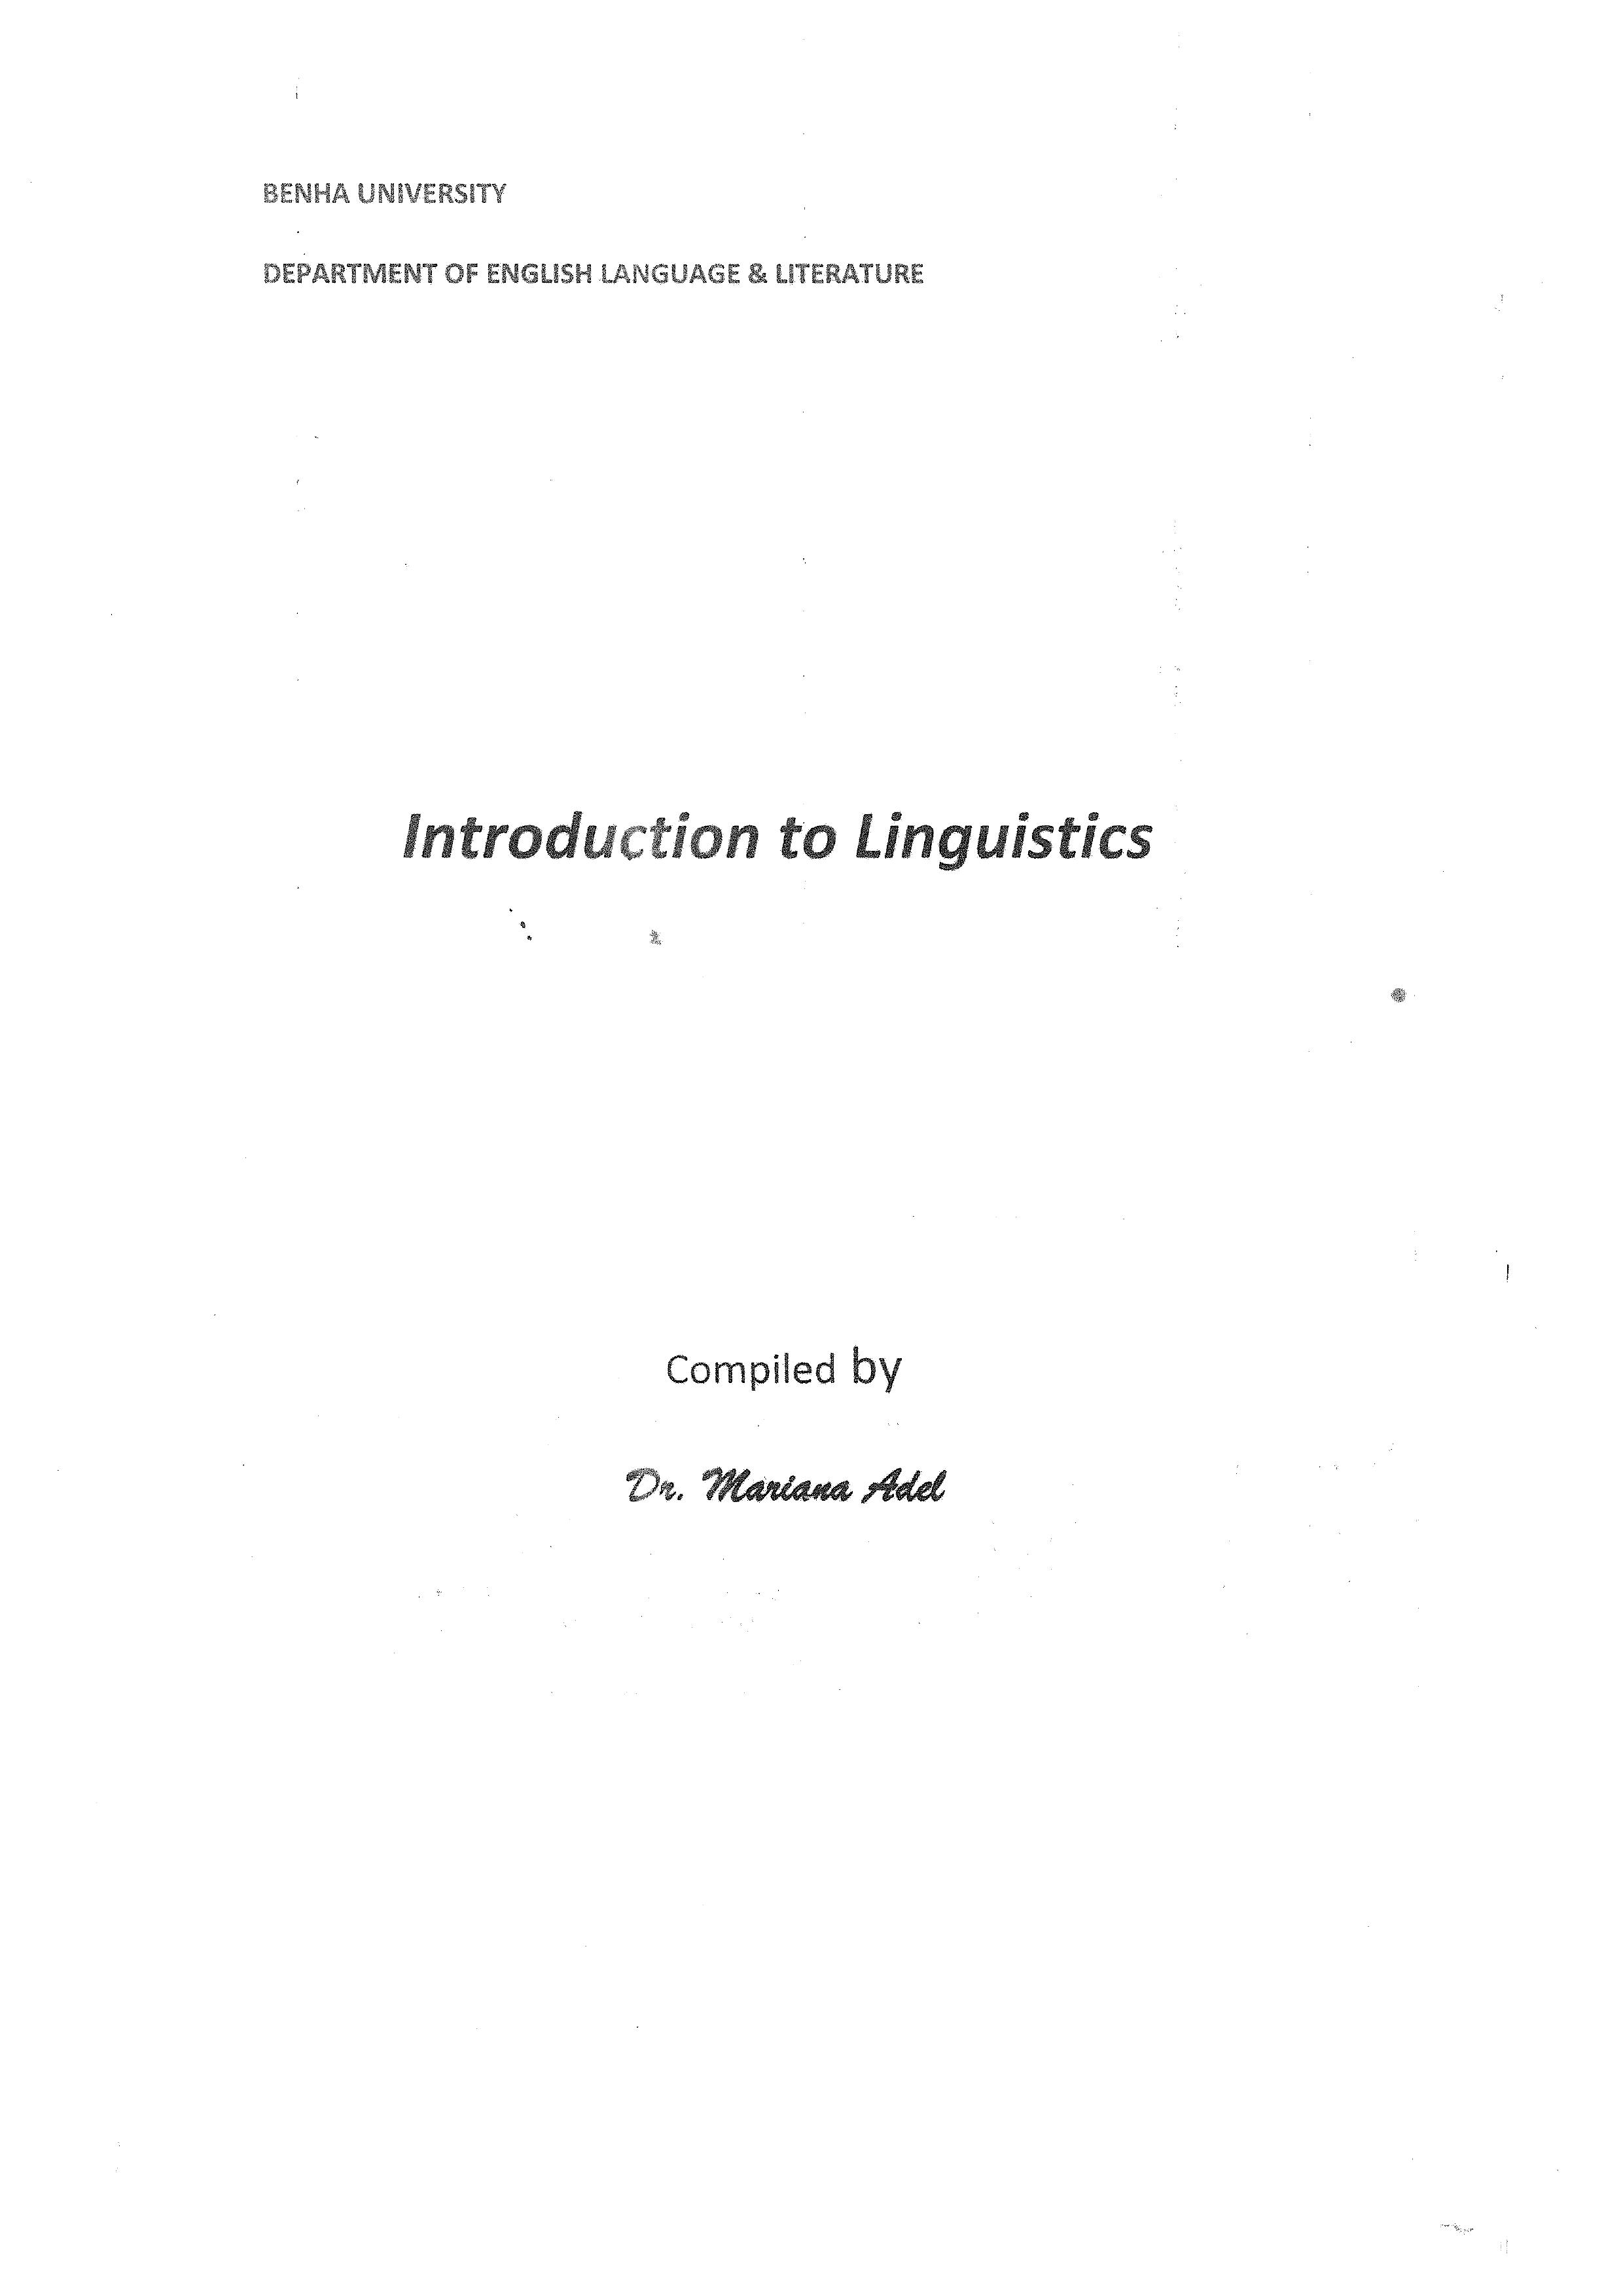 BENHA UNIVERSITY
DEPARTMENT OF ENGLISH LANGUAGE & LITERATURE
Introduction to Linguistics
Compiled by
Dr. Mariana Adel